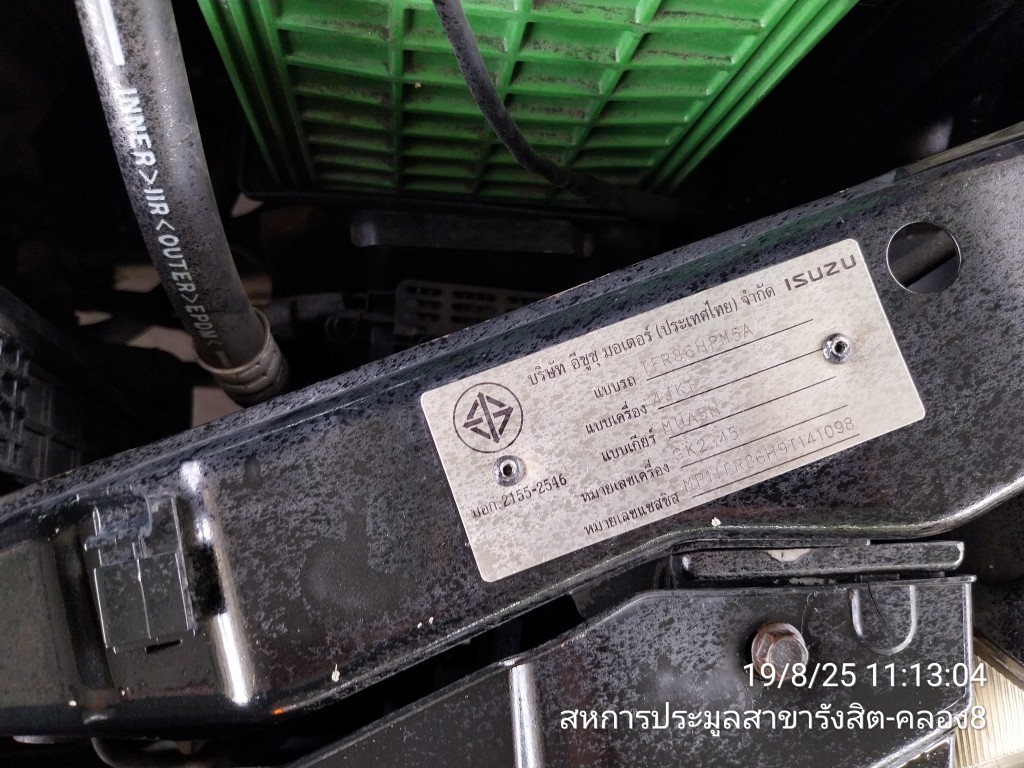 INNER>IIR<OUTER>EPDM<
บริษัท อีซูซุ มอเตอร์ (ประเทศไทย) จำกัด ISUZU
แบบรถ TFR86HPM5A
แบบเครื่อง 4JK1
แบบเกียร์ MUA5N
หมายเลขเครื่อง
หมายเลขแชสซิส MP1TFR86H9T141098
มอก.2155-2546
19/8/25 11:13:04
สหการประมูลสาขารังสิต-คลอง8